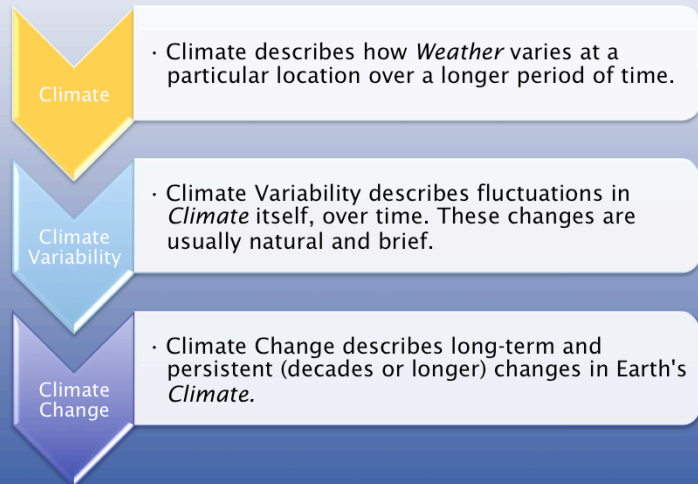 Climate
· Climate describes how Weather varies at a
particular location over a longer period of time.
Climate
Variability
· Climate Variability describes fluctuations in
Climate itself, over time. These changes are
usually natural and brief.
Climate
Change
· Climate Change describes long-term and
persistent (decades or longer) changes in Earth's
Climate.